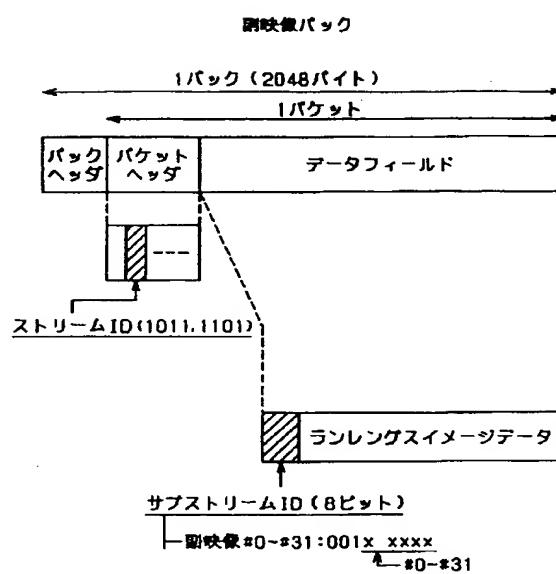 副映像パック
1パック(2048バイト)
1パケット
パック
ヘッダ
パケット
ヘッダ
データフィールド
ストリームID(1011,1101)
ランレングスイメージデータ
サブストリームID(8ビット)
副映像#0~#31:001x xxxx
#0~#31